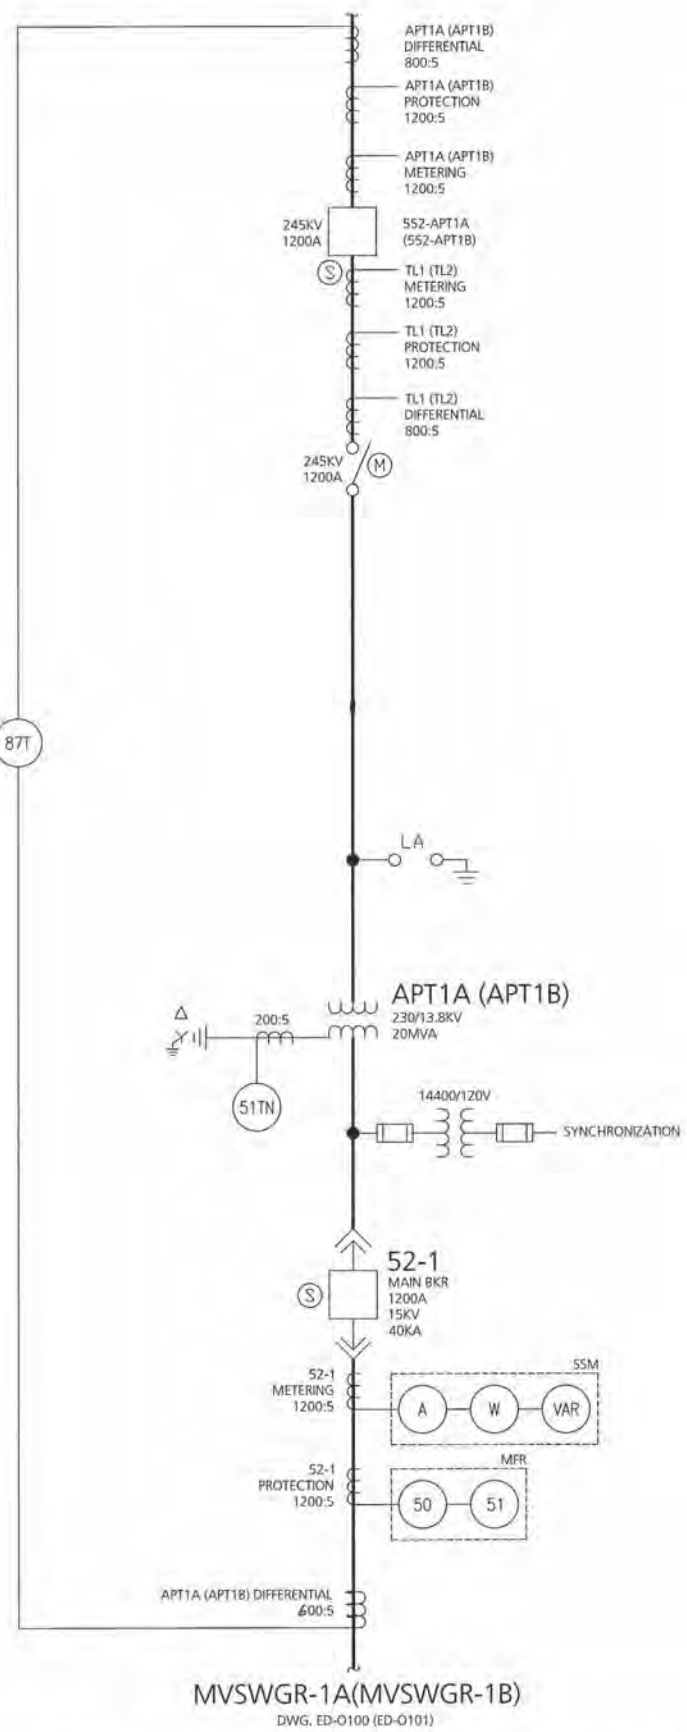 APT1A (APT1B)
DIFFERENTIAL
800:5
APT1A (APT1B)
PROTECTION
1200:5
APT1A (APT1B)
METERING
1200:5
245KV
1200A
552-APT1A
(552-APT1B)
S
TL1 (TL2)
METERING
1200:5
TL1 (TL2)
PROTECTION
1200:5
TL1 (TL2)
DIFFERENTIAL
800:5
245KV
1200A
M
87T
LA
APT1A (APT1B)
230/13.8KV
20MVA
Δ
200:5
51TN
14400/120V
SYNCHRONIZATION
52-1
MAIN BKR
1200A
15KV
40KA
S
52-1
METERING
1200:5
SSM
A
W
VAR
52-1
PROTECTION
1200:5
MFR
50
51
APT1A (APT1B) DIFFERENTIAL
600:5
MVSWGR-1A(MVSWGR-1B)
DWG. ED-O100 (ED-O101)